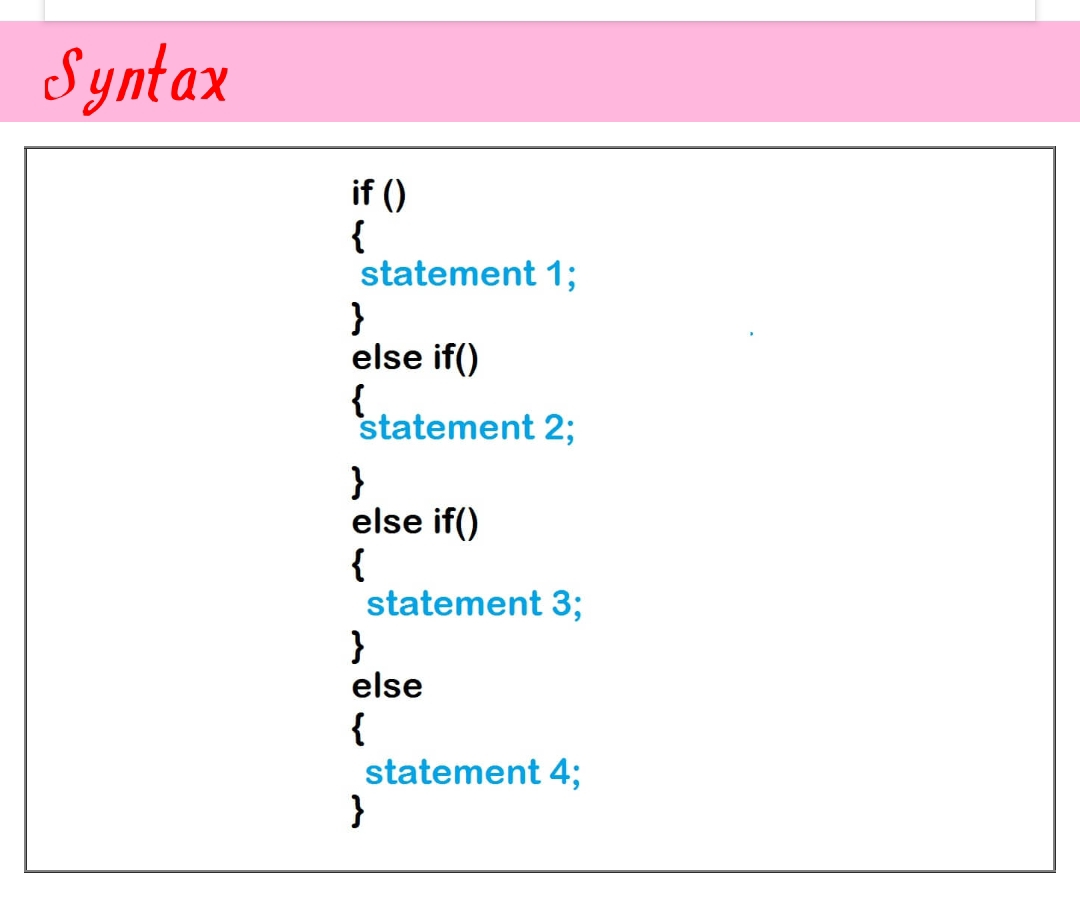 Syntax
if ()
{
statement 1;
}
else if()
{
statement 2;
}
else if()
{
statement 3;
}
else
{
statement 4;
}